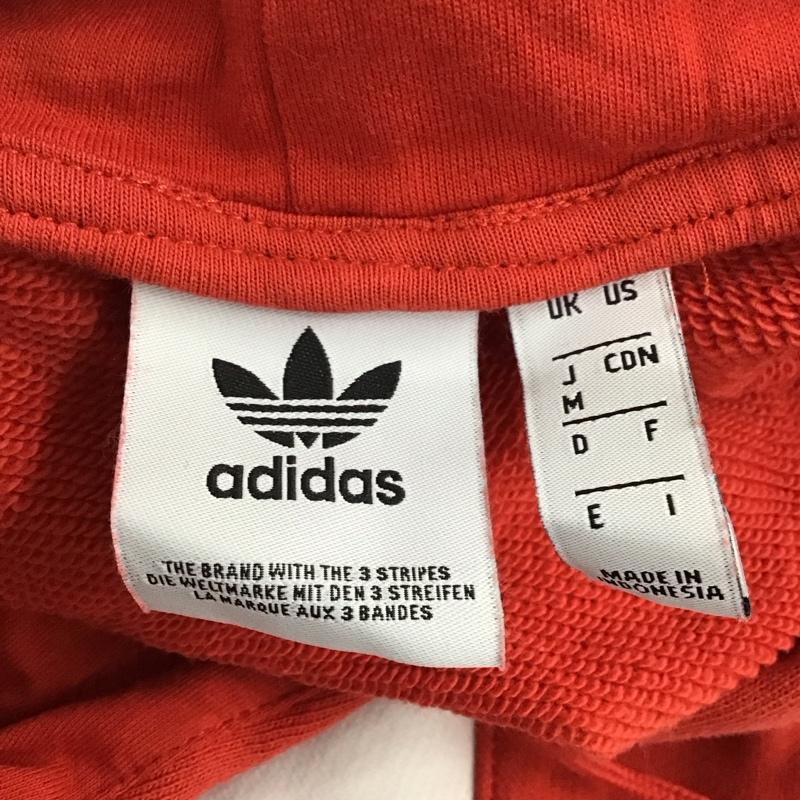 adidas
THE BRAND WITH THE 3 STRIPES
DIE WELTMARKE MIT DEN 3 STREIFEN
LA MARQUE AUX 3 BANDES
UK US
J CDN
M
D F
E I
MADE IN
INDONESIA